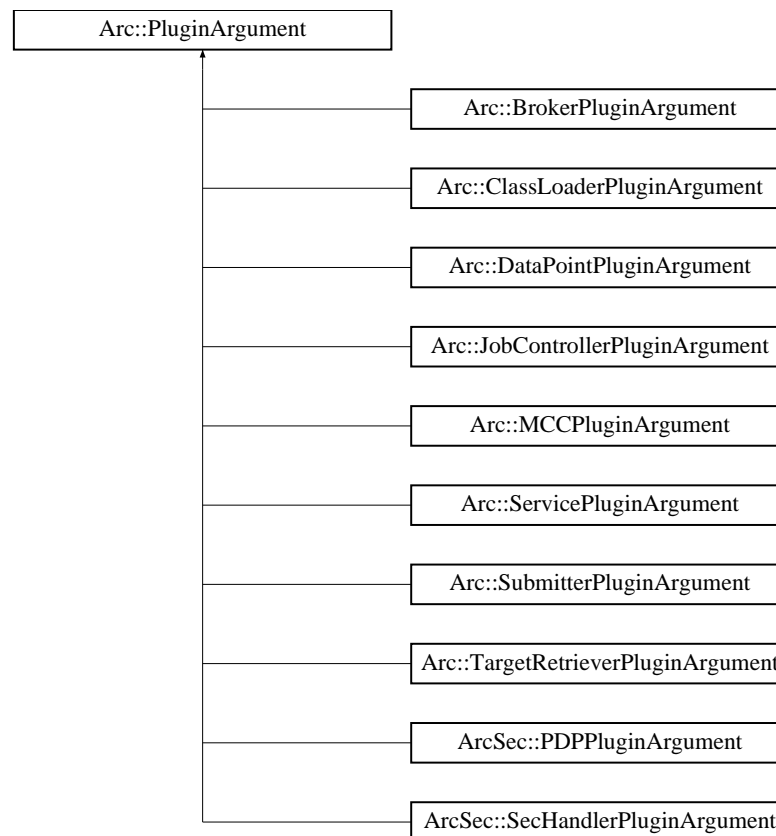 Arc::PluginArgument
Arc::BrokerPluginArgument
Arc::ClassLoaderPluginArgument
Arc::DataPointPluginArgument
Arc::JobControllerPluginArgument
Arc::MCCPluginArgument
Arc::ServicePluginArgument
Arc::SubmitterPluginArgument
Arc::TargetRetrieverPluginArgument
ArcSec::PDPPluginArgument
ArcSec::SecHandlerPluginArgument